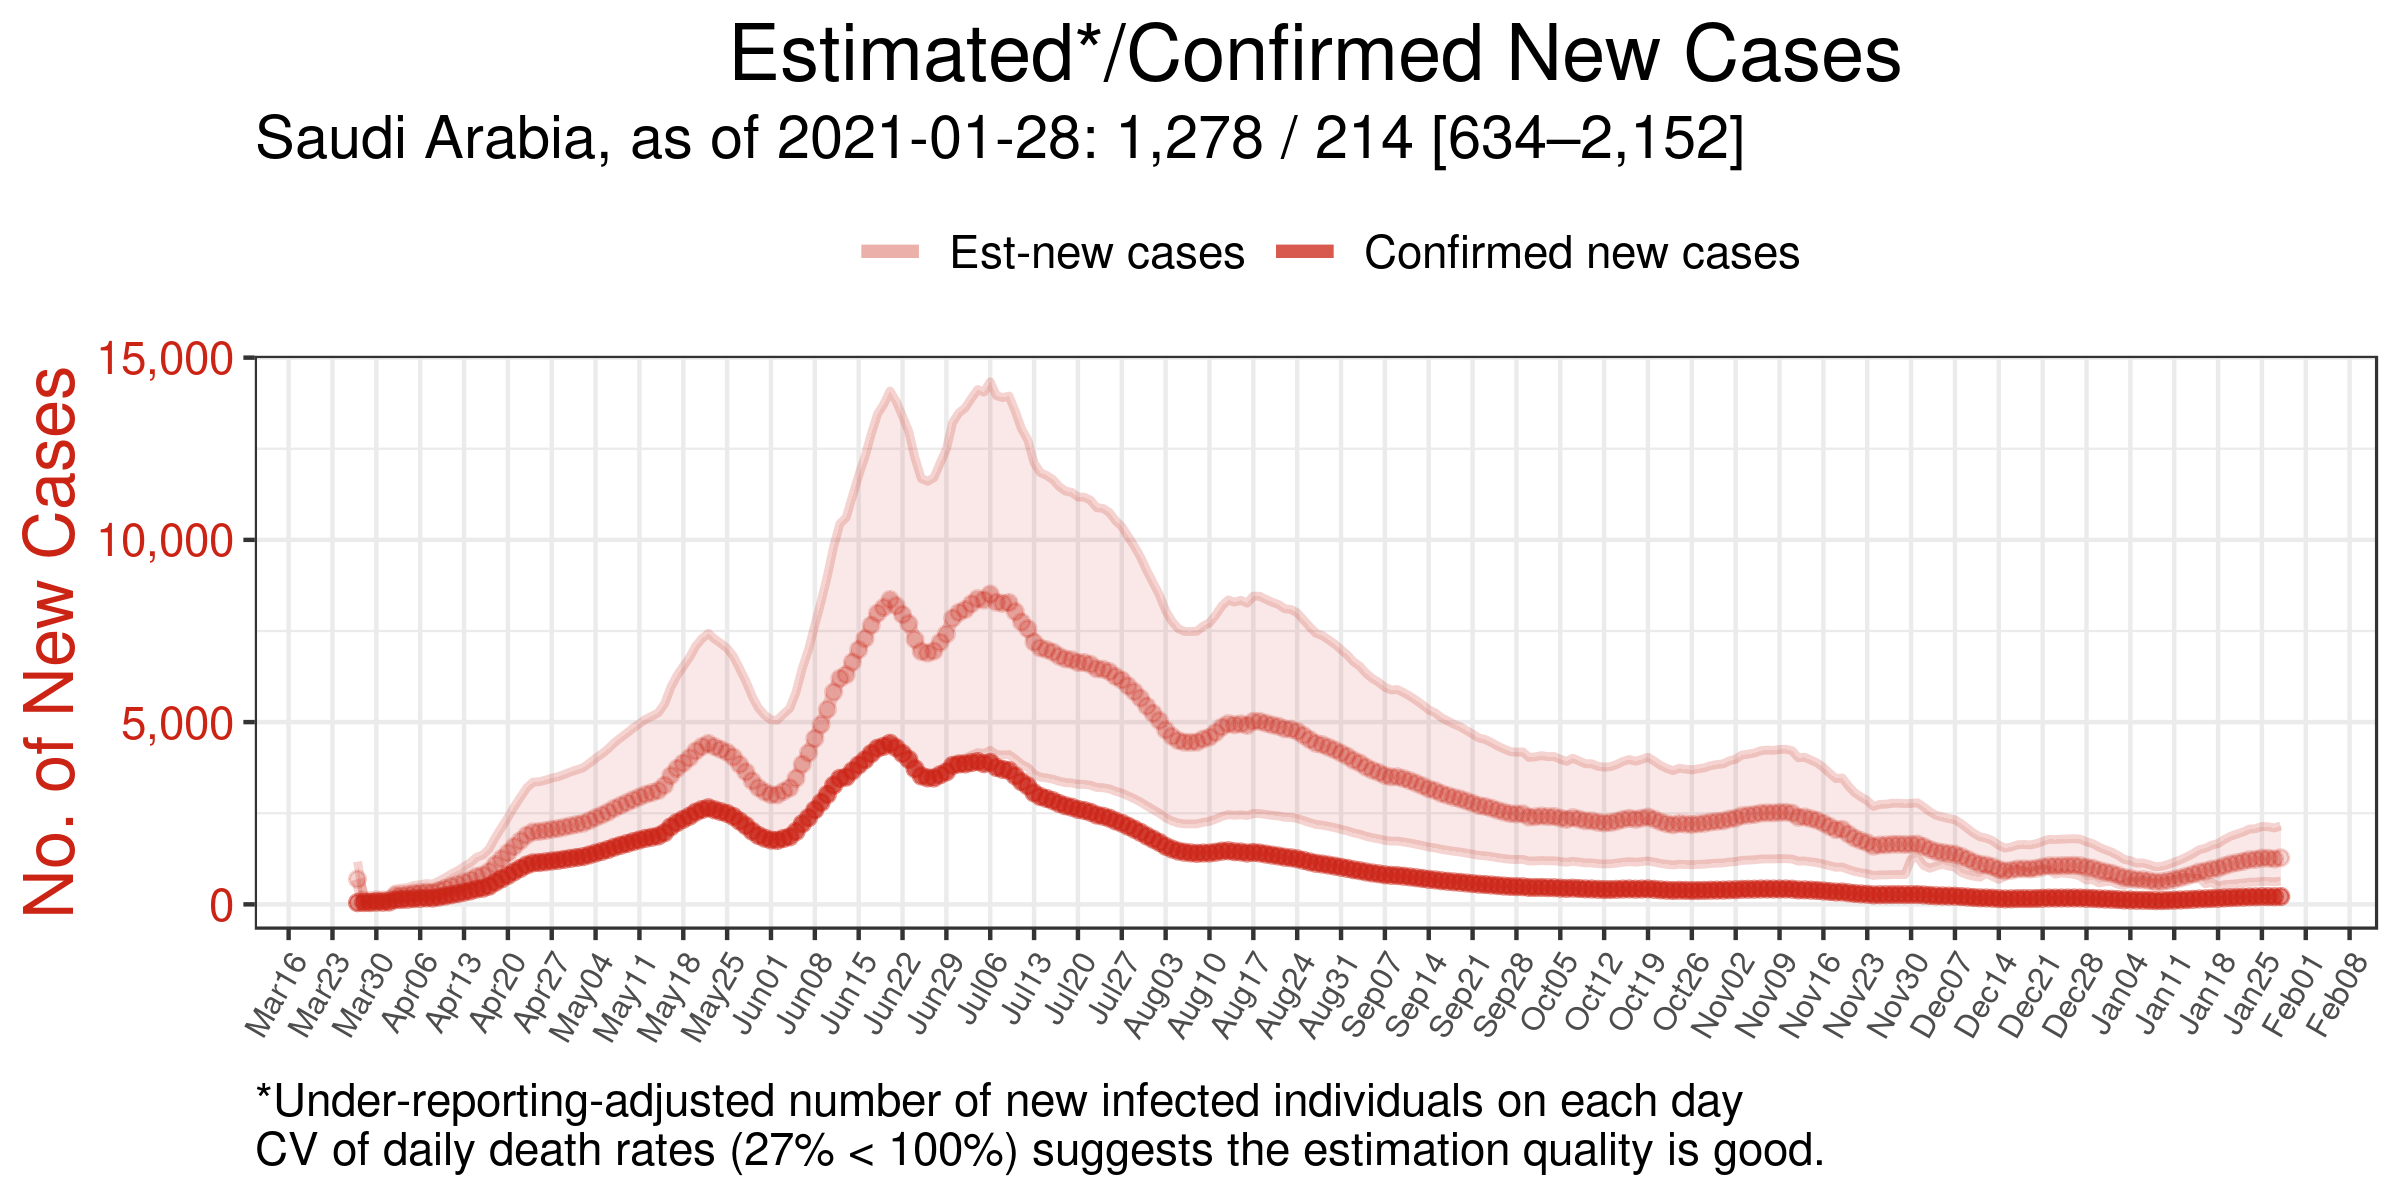 Estimated*/Confirmed New Cases
Saudi Arabia, as of 2021-01-28: 1,278 / 214 [634–2,152]
Est-new cases Confirmed new cases
No. of New Cases
15,000
10,000
5,000
0
Mar16 Mar23 Mar30 Apr06 Apr13 Apr20 Apr27 May04 May11 May18 May25 Jun01 Jun08 Jun15 Jun22 Jun29 Jul06 Jul13 Jul20 Jul27 Aug03 Aug10 Aug17 Aug24 Aug31 Sep07 Sep14 Sep21 Sep28 Oct05 Oct12 Oct19 Oct26 Nov02 Nov09 Nov16 Nov23 Nov30 Dec07 Dec14 Dec21 Dec28 Jan04 Jan11 Jan18 Jan25 Feb01 Feb08
*Under-reporting-adjusted number of new infected individuals on each day
CV of daily death rates (27% < 100%) suggests the estimation quality is good.